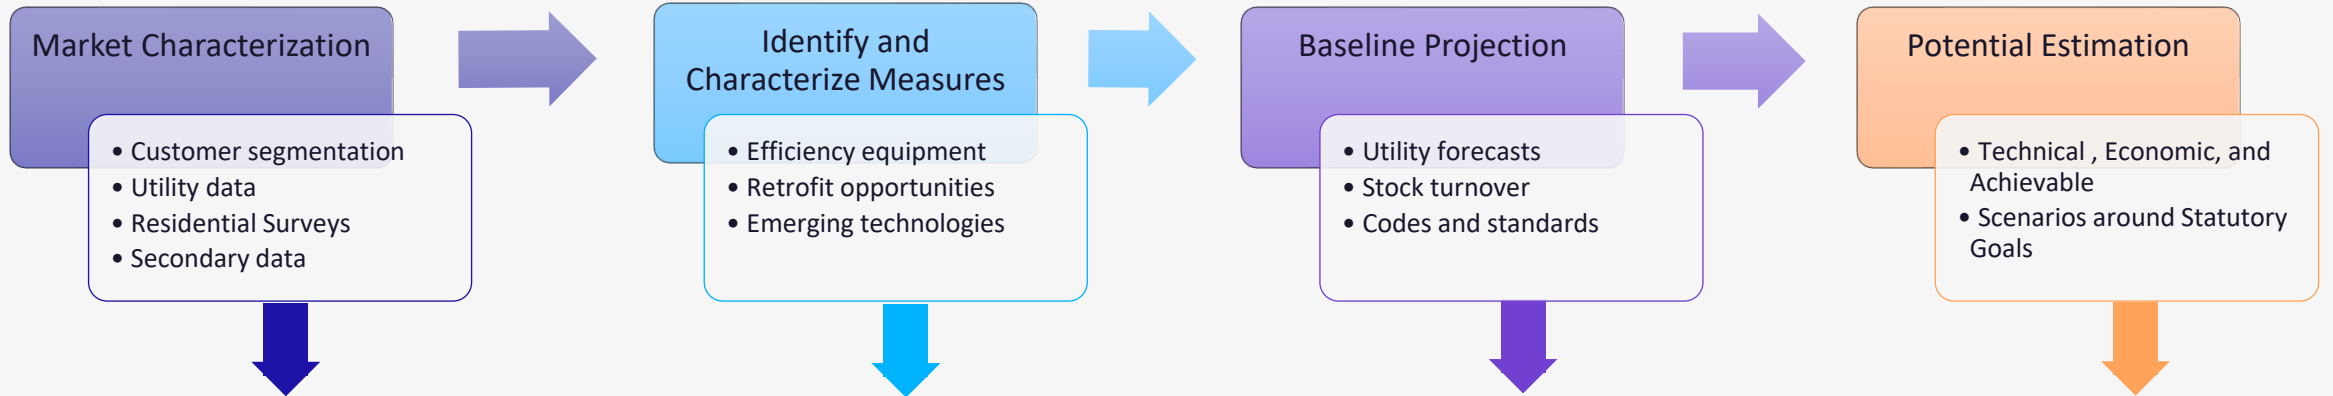 Market Characterization
• Customer segmentation
• Utility data
• Residential Surveys
• Secondary data
Identify and
Characterize Measures
• Efficiency equipment
• Retrofit opportunities
• Emerging technologies
Baseline Projection
• Utility forecasts
• Stock turnover
• Codes and standards
Potential Estimation
• Technical , Economic, and
Achievable
• Scenarios around Statutory
Goals